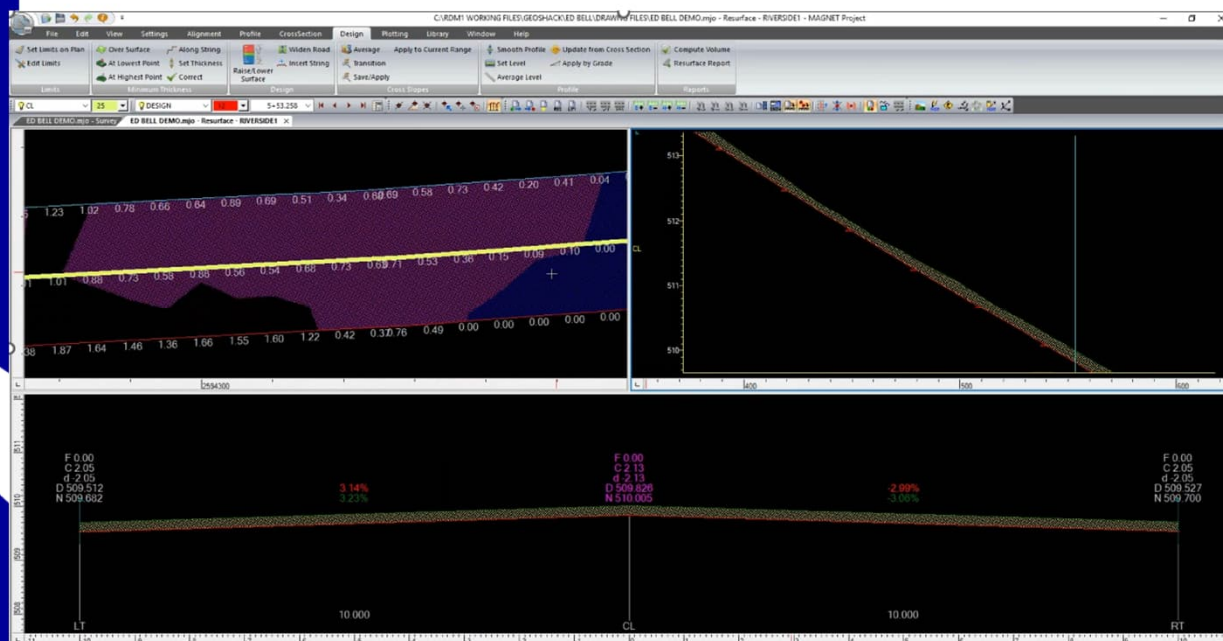 C:\RDM1 WORKING FILES\GEOSHACK\ED BELL\DRAWING FILES\ED BELL DEMO.mjo - Resurface - RIVERSIDE1 - MAGNET Project
File Edit View Settings Alignment Profile CrossSection Design Plotting Library Window Help
Set Limits on Plan Over Surface Along String Widen Road Average Apply to Current Range Smooth Profile Update from Cross Section Compute Volume
Edit Limits At Lowest Point Set Thickness Insert String Transition Set Level Apply by Grade Resurface Report
At Highest Point Correct Raise/Lower Surface Save/Apply Average Level
Limits Minimum Thickness Design Cross Slopes Profile Reports
CL 25 DESIGN 5+53.258
ED BELL DEMO.mjo - Survey ED BELL DEMO.mjo - Resurface - RIVERSIDE1
1.23 1.02 0.78 0.66 0.64 0.89 0.69 0.51 0.34 0.69 0.58 0.73 0.42 0.20 0.41 0.04
1.01 0.88 0.73 0.58 0.88 0.56 0.54 0.68 0.73 0.71 0.53 0.36 0.15 0.09 0.10 0.00
38 1.87 1.64 1.46 1.36 1.66 1.55 1.60 1.22 0.42 0.76 0.49 0.00 0.00 0.00 0.00 0.00
2594300
513
512
CL
511
510
400 500 600
F 0.00
C 2.05
d -2.05
D 509.512
N 509.682
3.14%
3.23%
F 0.00
C 2.13
d -2.13
D 509.826
N 510.005
-2.99%
-3.06%
F 0.00
C 2.05
d -2.05
D 509.527
N 509.700
511
510
509
508
10.000
10.000
LT
CL
RT